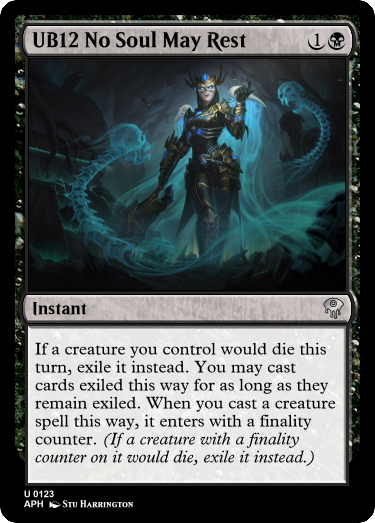 UB12 No Soul May Rest 1
Instant
If a creature you control would die this
turn, exile it instead. You may cast
cards exiled this way for as long as they
remain exiled. When you cast a creature
spell this way, it enters with a finality
counter. (If a creature with a finality
counter on it would die, exile it instead.)
U 0123
APH Stu Harrington